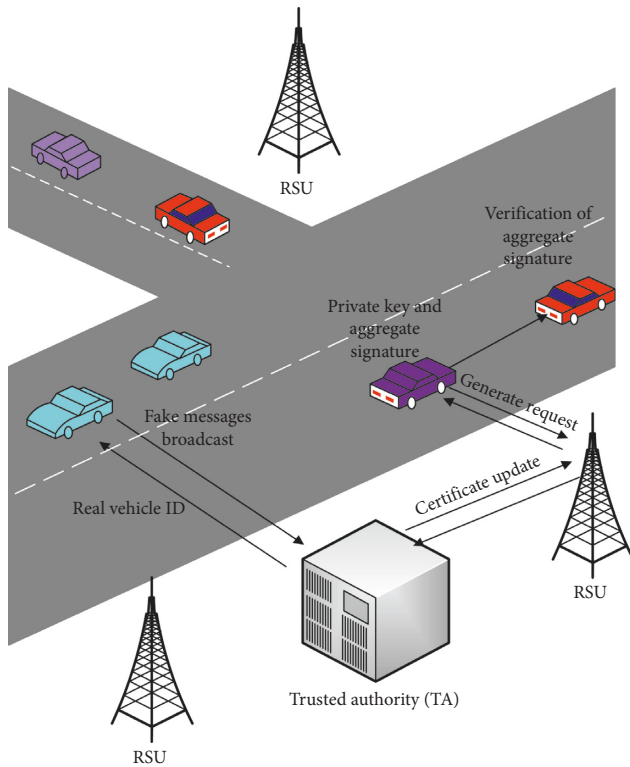 RSU
Verification of
aggregate
signature
Private key and
aggregate
signature
Generate request
Fake messages
broadcast
Certificate update
Real vehicle ID
RSU
Trusted authority (TA)
RSU